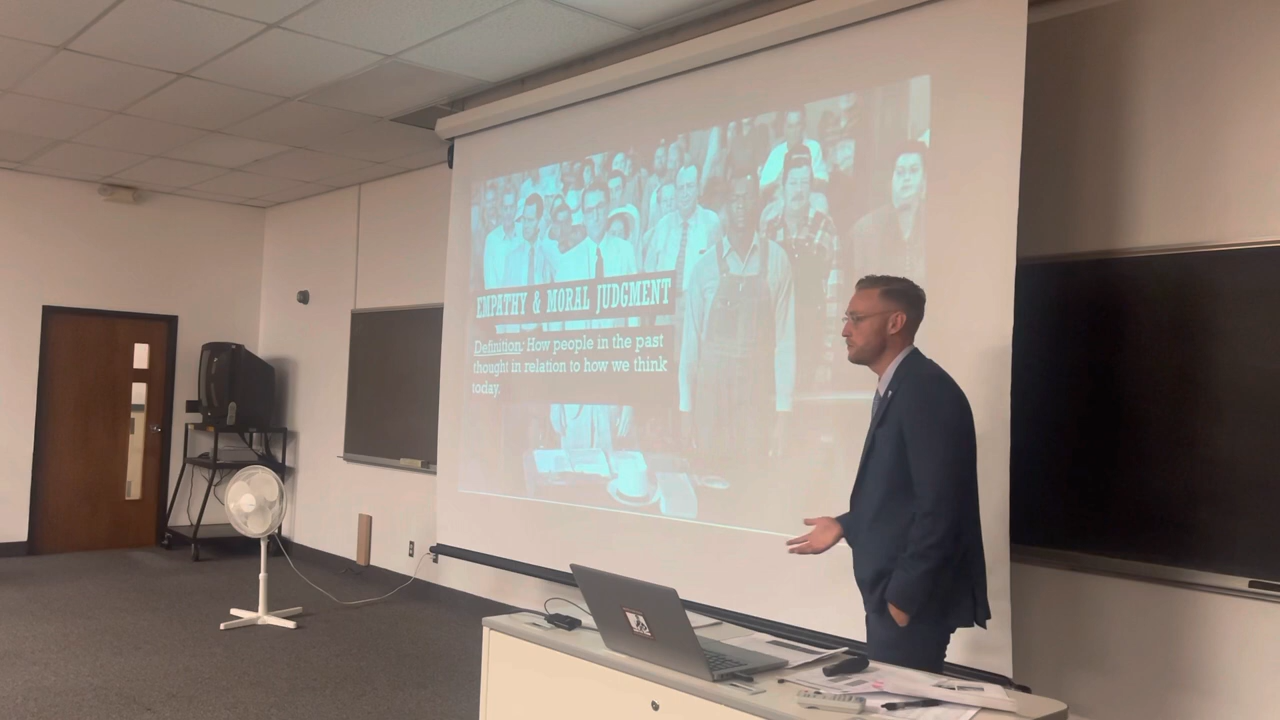 EMPATHY & MORAL JUDGMENT
Definition: How people in the past
thought in relation to how we think
today.